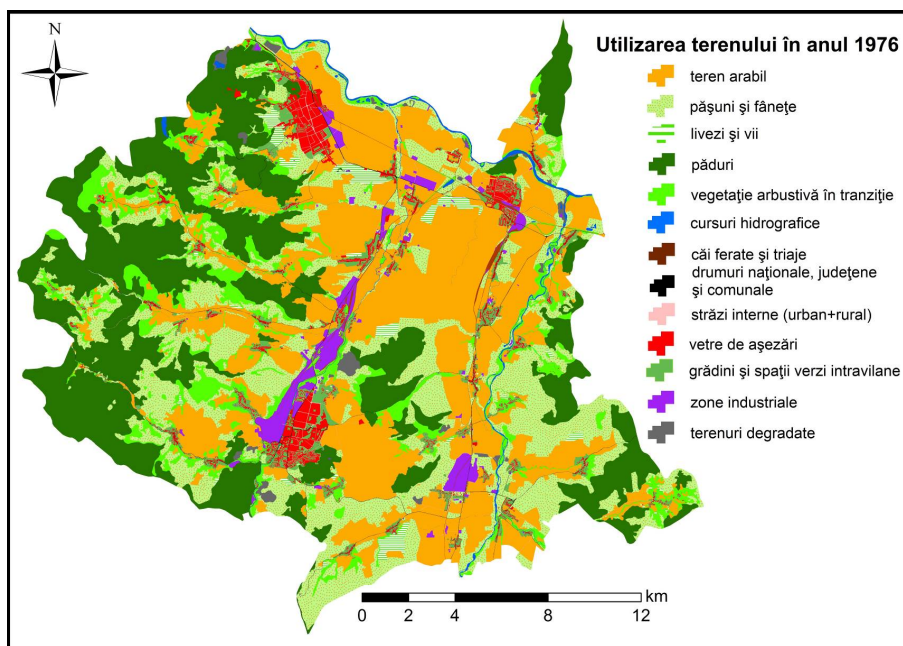 N
Utilizarea terenului în anul 1976
teren arabil
păşuni şi fâneţe
livezi şi vii
păduri
vegetaţie arbustivă în tranziţie
cursuri hidrografice
căi ferate şi triaje
drumuri naţionale, judeţene
şi comunale
străzi interne (urban+rural)
vetre de aşezări
grădini şi spaţii verzi intravilane
zone industriale
terenuri degradate
km
0 2 4 8 12